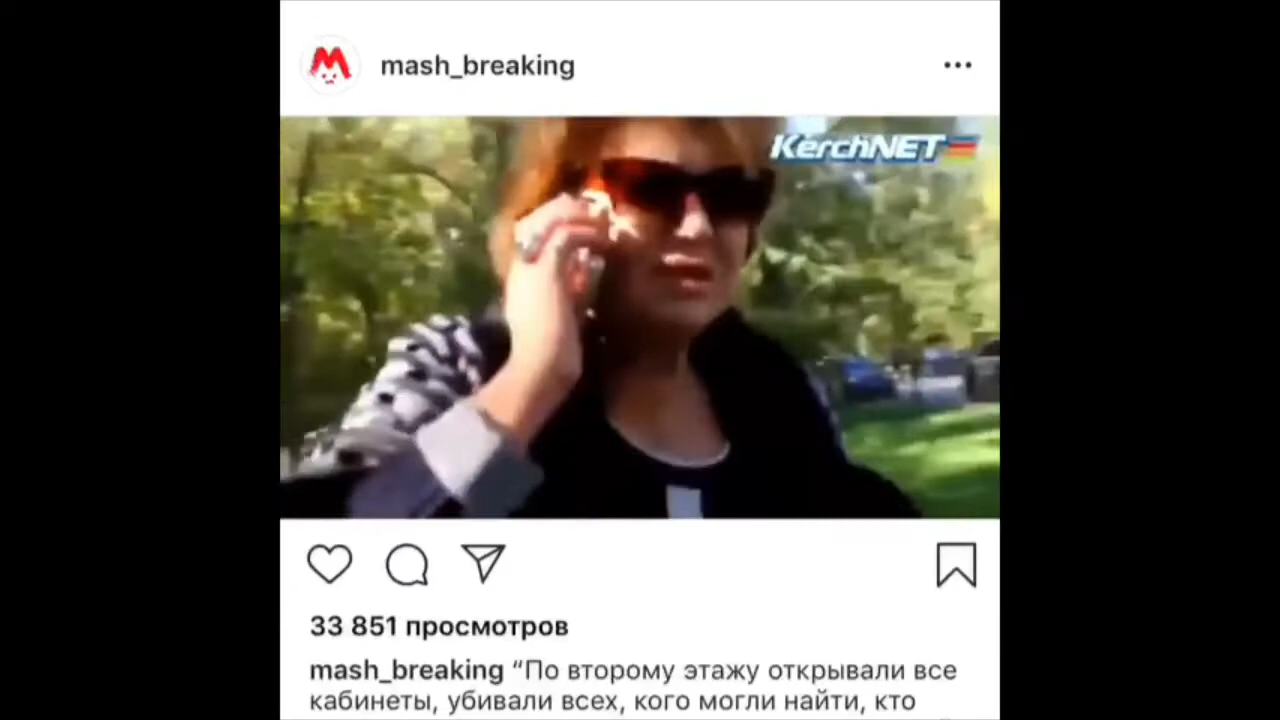 mash_breaking
KerchNET
33 851 просмотров
mash_breaking “По второму этажу открывали все
кабинеты, убивали всех, кого могли найти, кто